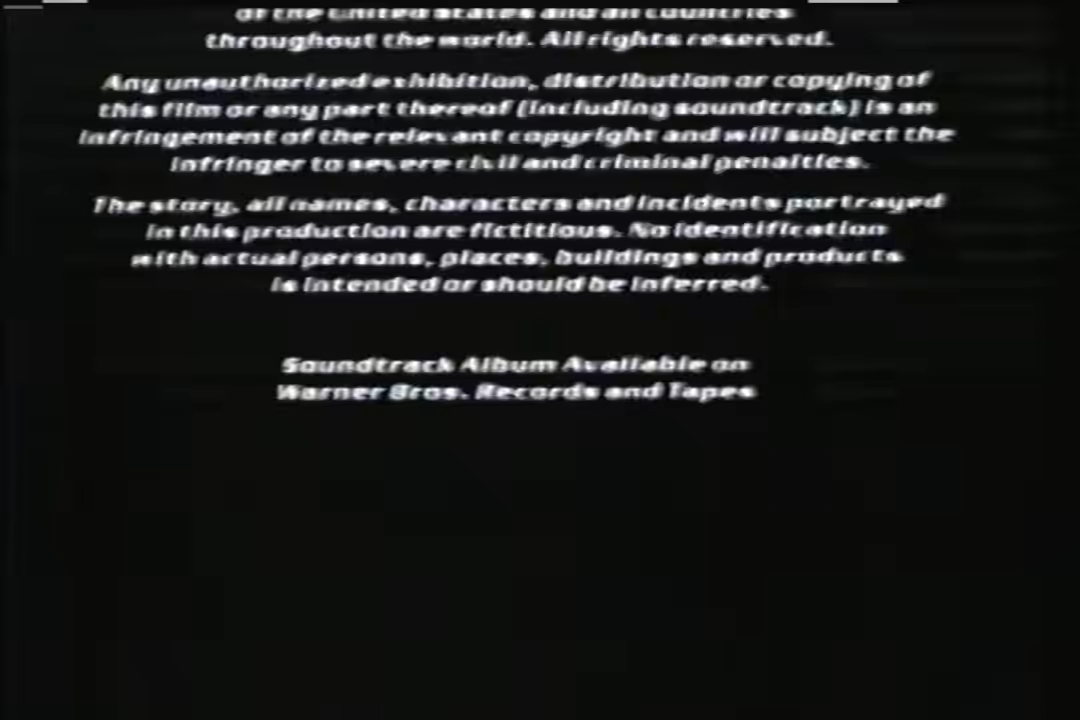 of the United States and all countries
throughout the world. All rights reserved.
Any unauthorized exhibition, distribution or copying of
this film or any part thereof (including soundtrack) is an
infringement of the relevant copyright and will subject the
infringer to severe civil and criminal penalties.
The story, all names, characters and incidents portrayed
in this production are fictitious. No identification
with actual persons, places, buildings and products
is intended or should be inferred.
Soundtrack Album Available on
Warner Bros. Records and Tapes